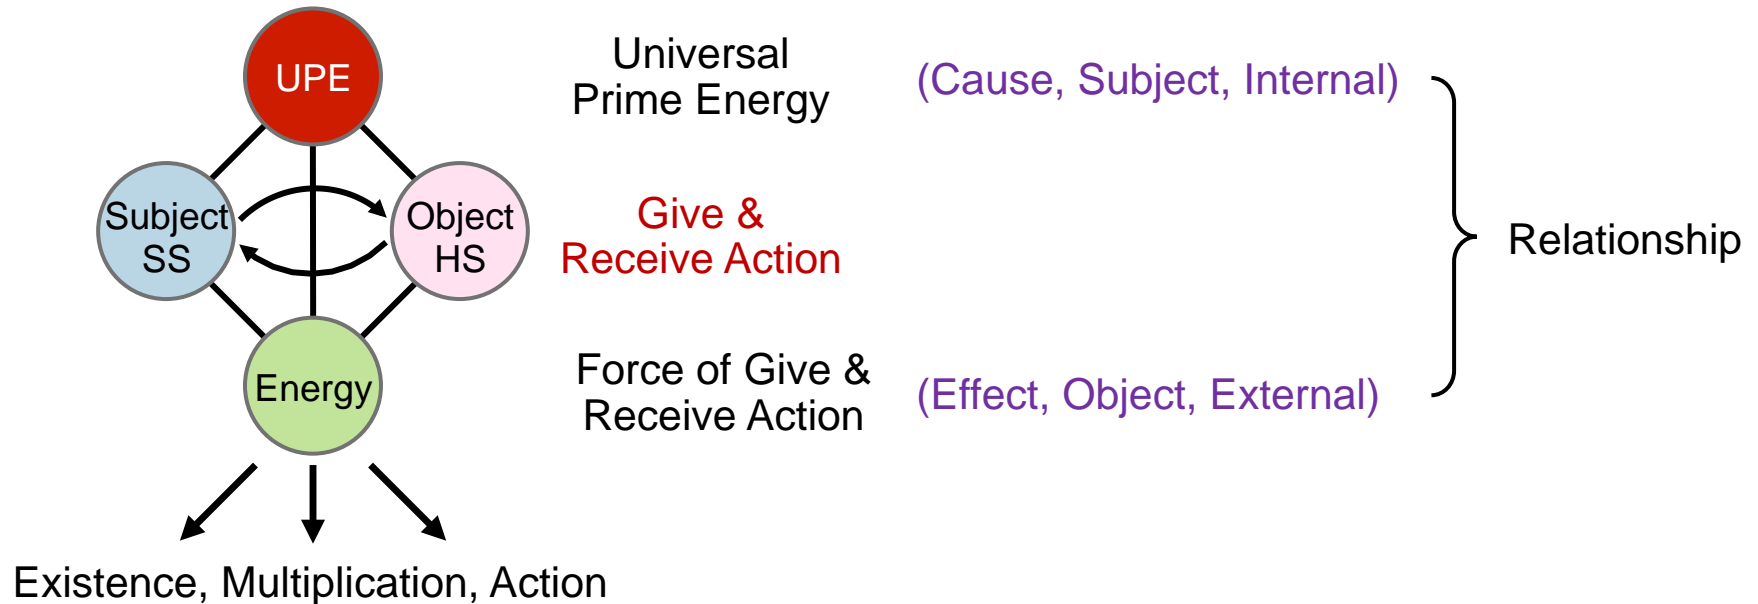 UPE
Universal
Prime Energy
(Cause, Subject, Internal)
Subject
SS
Object
HS
Give &
Receive Action
Relationship
Energy
Force of Give &
Receive Action
(Effect, Object, External)
Existence, Multiplication, Action